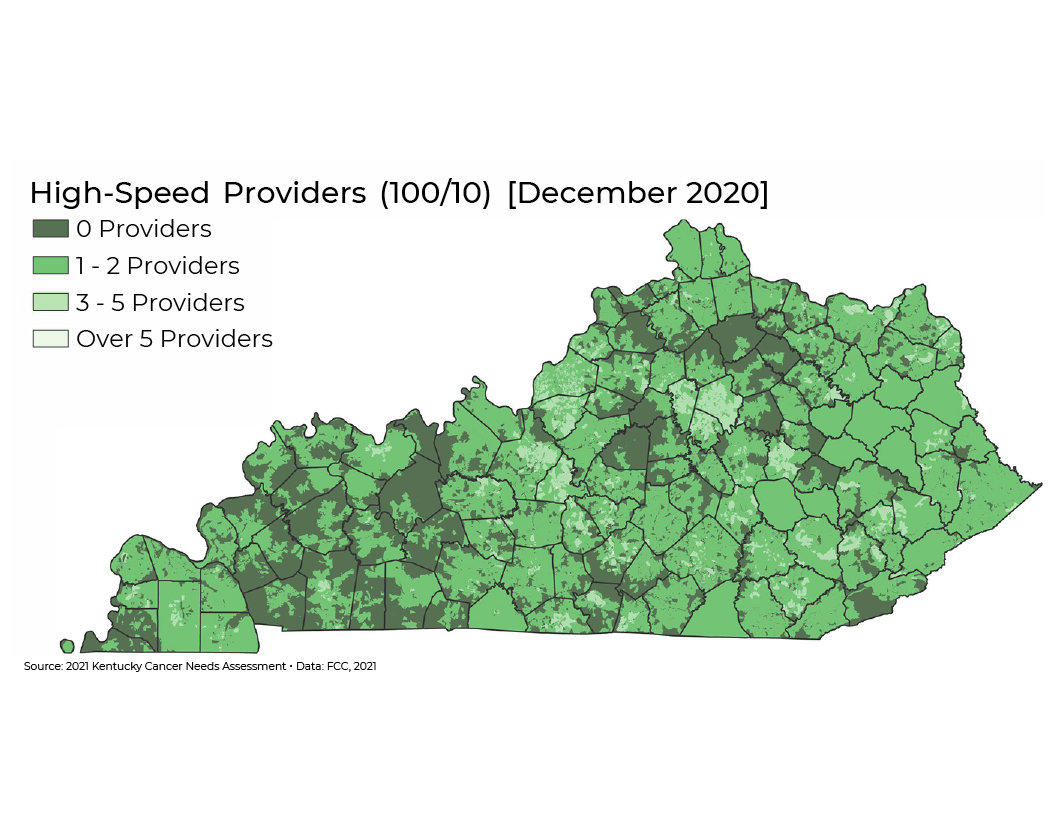 High-Speed Providers (100/10) [December 2020]
0 Providers
1 - 2 Providers
3 - 5 Providers
Over 5 Providers
Source: 2021 Kentucky Cancer Needs Assessment • Data: FCC, 2021